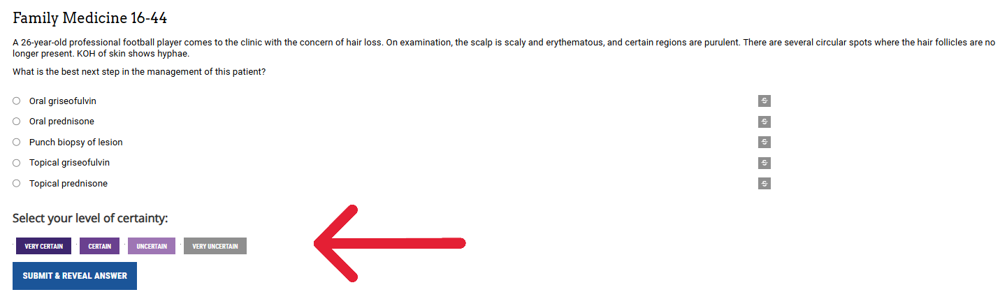 Family Medicine 16-44
A 26-year-old professional football player comes to the clinic with the concern of hair loss. On examination, the scalp is scaly and erythematous, and certain regions are purulent. There are several circular spots where the hair follicles are no
longer present. KOH of skin shows hyphae.
What is the best next step in the management of this patient?
Oral griseofulvin S
Oral prednisone S
Punch biopsy of lesion S
Topical griseofulvin S
Topical prednisone S
Select your level of certainty:
VERY CERTAIN CERTAIN UNCERTAIN VERY UNCERTAIN
SUBMIT & REVEAL ANSWER